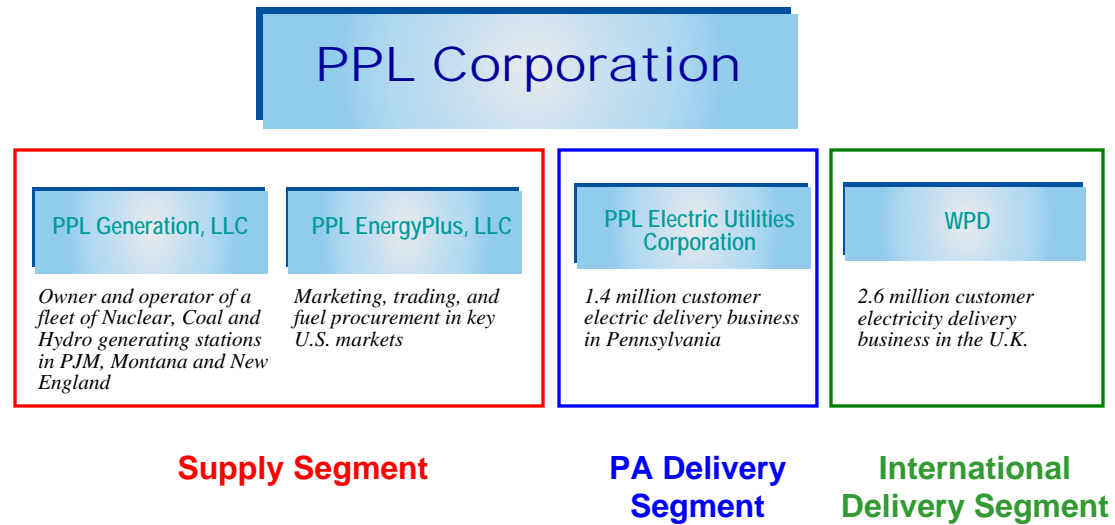 PPL Corporation
PPL Generation, LLC
Owner and operator of a
fleet of Nuclear, Coal and
Hydro generating stations
in PJM, Montana and New
England
PPL EnergyPlus, LLC
Marketing, trading, and
fuel procurement in key
U.S. markets
Supply Segment
PPL Electric Utilities
Corporation
1.4 million customer
electric delivery business
in Pennsylvania
PA Delivery
Segment
WPD
2.6 million customer
electricity delivery
business in the U.K.
International
Delivery Segment